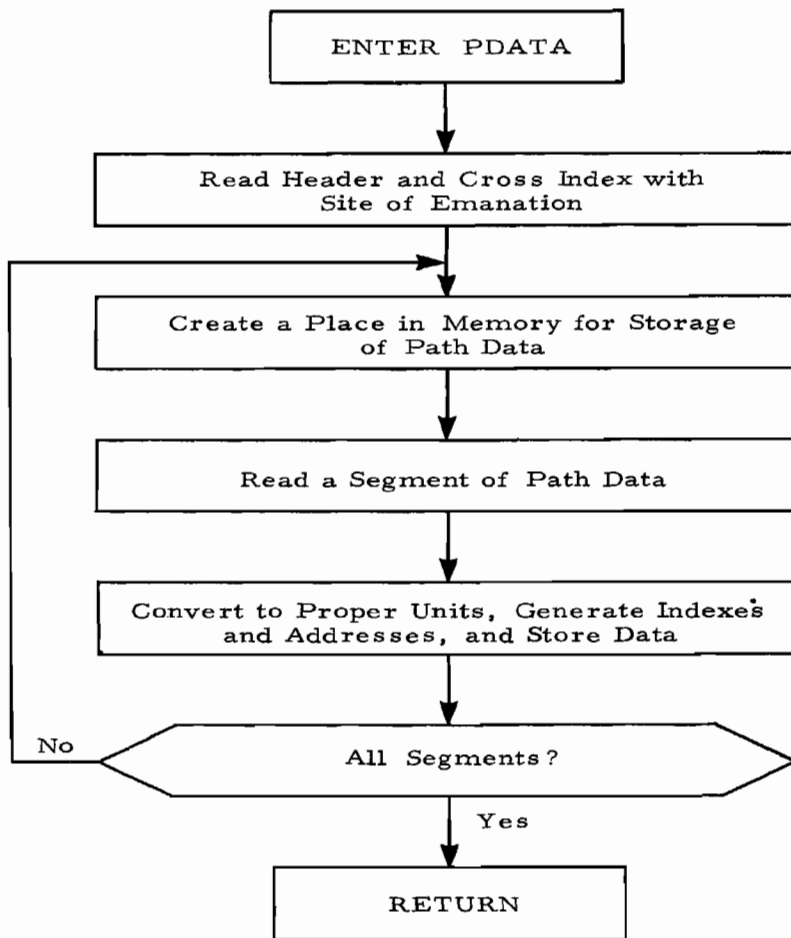 ENTER PDATA
Read Header and Cross Index with
Site of Emanation
Create a Place in Memory for Storage
of Path Data
Read a Segment of Path Data
Convert to Proper Units, Generate Indexes
and Addresses, and Store Data
No
All Segments?
Yes
RETURN